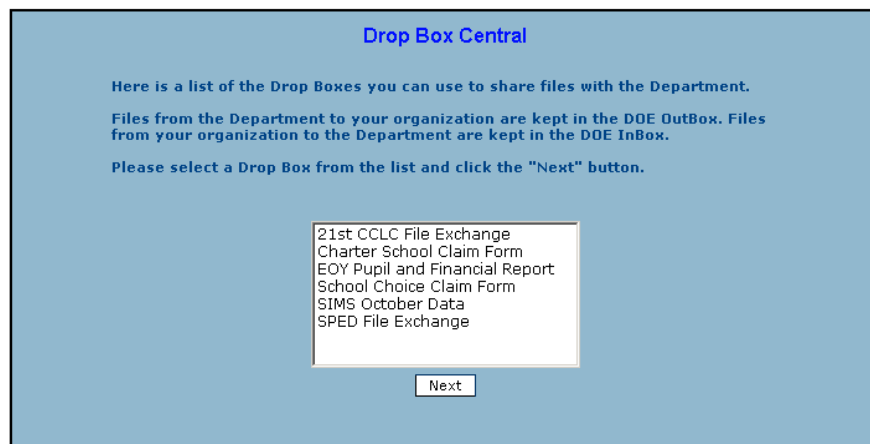 Drop Box Central
Here is a list of the Drop Boxes you can use to share files with the Department.
Files from the Department to your organization are kept in the DOE OutBox. Files
from your organization to the Department are kept in the DOE InBox.
Please select a Drop Box from the list and click the "Next" button.
21st CCLC File Exchange
Charter School Claim Form
EOY Pupil and Financial Report
School Choice Claim Form
SIMS October Data
SPED File Exchange
Next